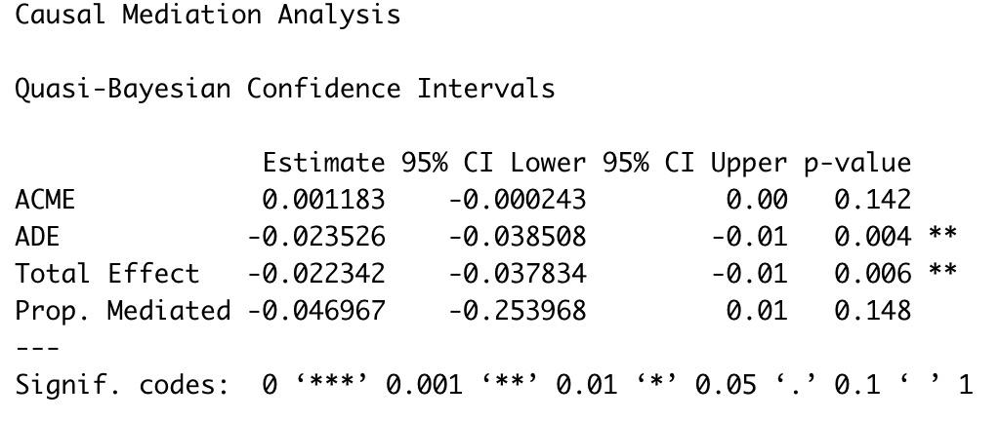 Causal Mediation Analysis
Quasi-Bayesian Confidence Intervals
Estimate 95% CI Lower 95% CI Upper p-value
ACME 0.001183 -0.000243 0.00 0.142
ADE -0.023526 -0.038508 -0.01 0.004 **
Total Effect -0.022342 -0.037834 -0.01 0.006 **
Prop. Mediated -0.046967 -0.253968 0.01 0.148
---
Signif. codes: 0 ‘***’ 0.001 ‘**’ 0.01 ‘*’ 0.05 ‘.’ 0.1 ‘ ’ 1